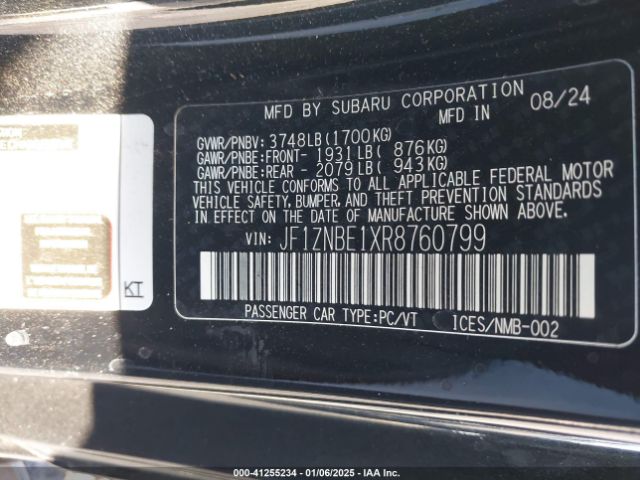 MFD BY SUBARU CORPORATION
MFD IN 08/24
GVWR/PNBV: 3748LB(1700KG)
GAWR/PNBE:FRONT- 1931LB( 876KG)
GAWR/PNBE:REAR - 2079LB( 943KG)
THIS VEHICLE CONFORMS TO ALL APPLICABLE FEDERAL MOTOR
VEHICLE SAFETY, BUMPER, AND THEFT PREVENTION STANDARDS
IN EFFECT ON THE DATE OF MANUFACTURE SHOWN ABOVE.
VIN: JF1ZNBE1XR8760799
PASSENGER CAR TYPE:PC/VT ICES/NMB-002
KT
000-41255234 - 01/06/2025 - IAA Inc.